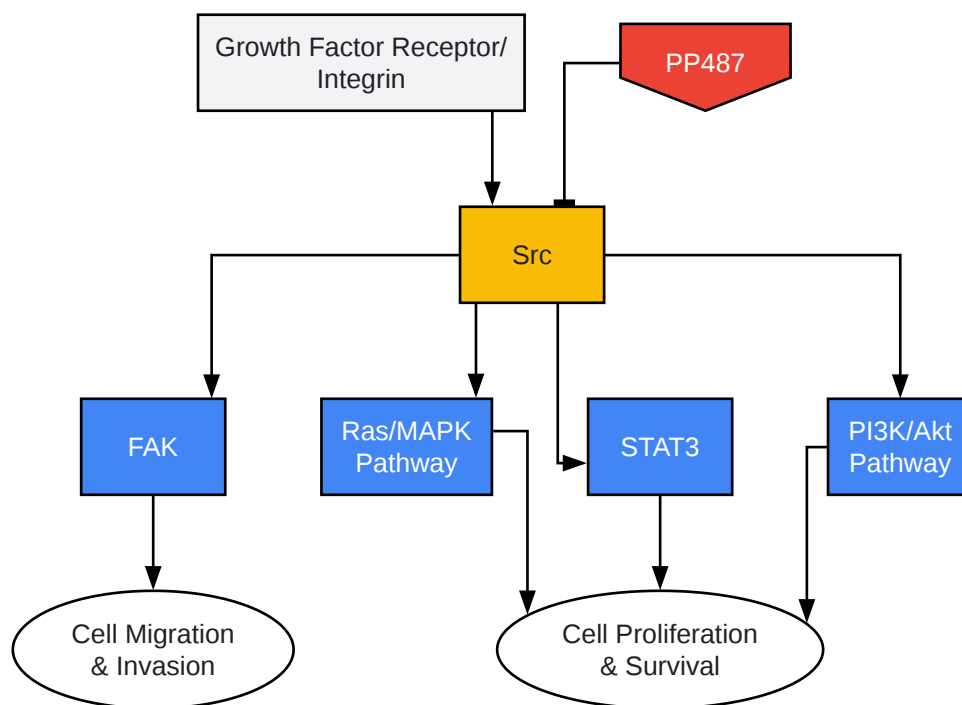 Growth Factor Receptor/
Integrin
PP487
Src
FAK
Ras/MAPK
Pathway
STAT3
PI3K/Akt
Pathway
Cell Migration
& Invasion
Cell Proliferation
& Survival